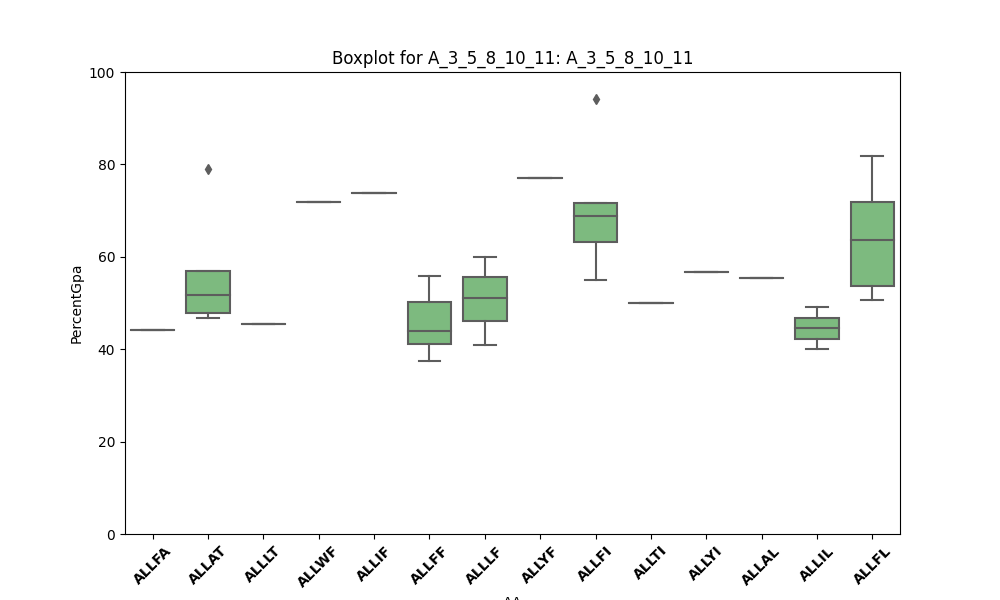 Boxplot for A_3_5_8_10_11: A_3_5_8_10_11
100
80
60
40
20
0
PercentGpa
ALLFA ALLAT ALLLT ALLWF ALLIF ALLFF ALLLF ALLYF ALLFI ALLTI ALLYI ALLAL ALLIL ALLFL